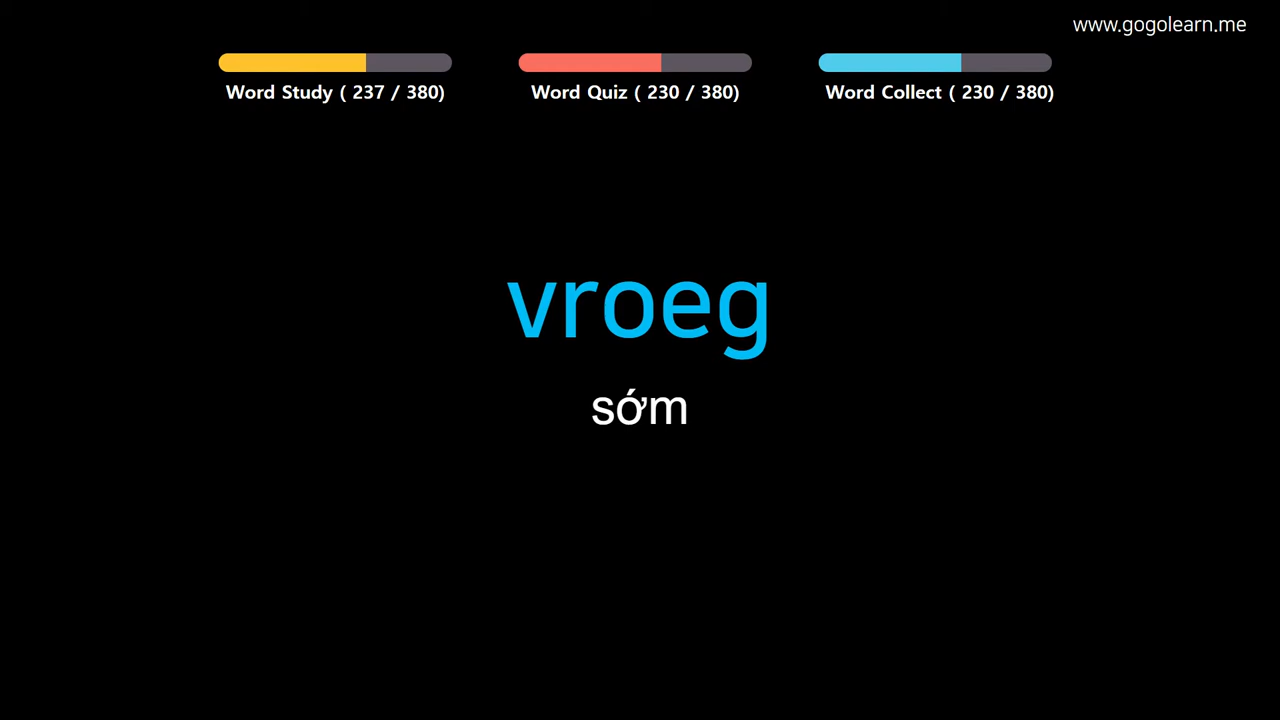 www.gogolearn.me
Word Study ( 237 / 380)
Word Quiz ( 230 / 380)
Word Collect ( 230 / 380)
vroeg
sớm